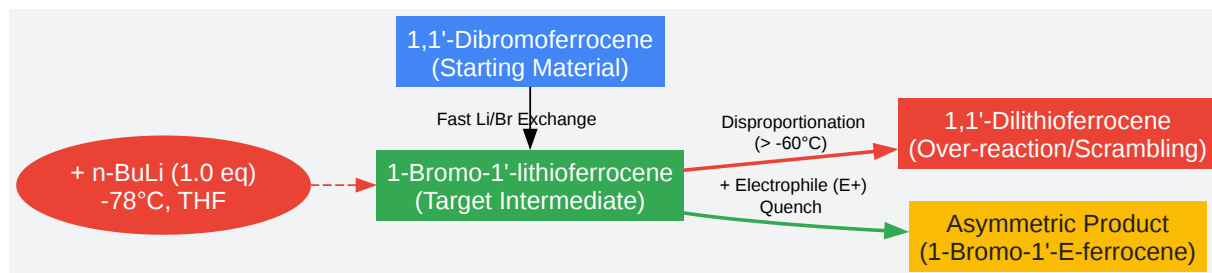 1,1'-Dibromoferrocene
(Starting Material)
Fast Li/Br Exchange
+ n-BuLi (1.0 eq)
-78°C, THF
1-Bromo-1'-lithioferrocene
(Target Intermediate)
Disproportionation
(> -60°C)
1,1'-Dilithioferrocene
(Over-reaction/Scrambling)
+ Electrophile (E+)
Quench
Asymmetric Product
(1-Bromo-1'-E-ferrocene)